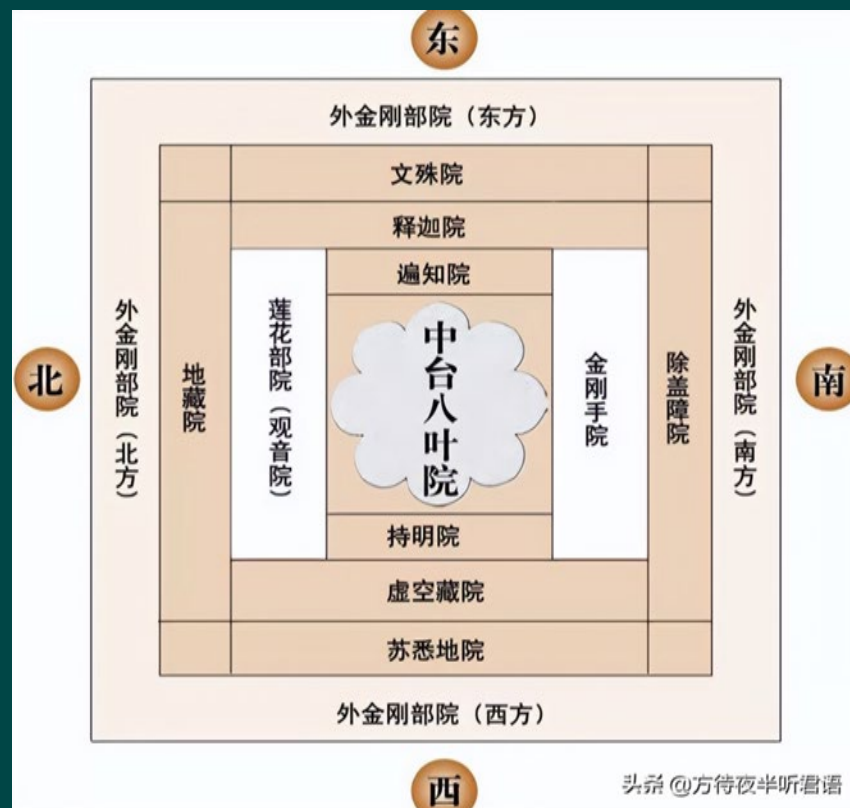 东
外金刚部院（东方）
文殊院
释迦院
遍知院
北
外金刚部院（北方）
地藏院
莲花部院（观音院）
中台八叶院
金刚手院
除盖障院
外金刚部院（南方）
南
持明院
虚空藏院
苏悉地院
外金刚部院（西方）
西
头条 @方待夜半听君语